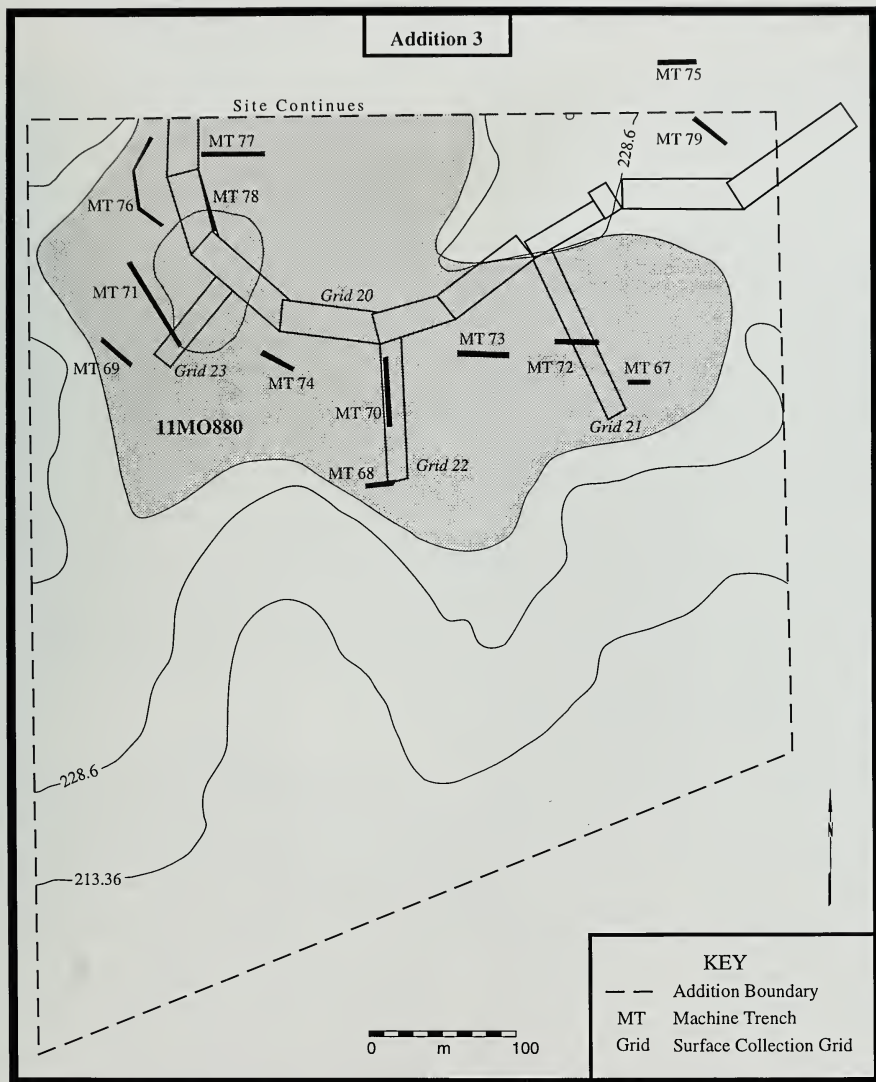 Addition 3
MT 75
Site Continues
MT 77
228.6
MT 79
MT 78
MT 76
MT 71
Grid 20
MT 73
MT 72
MT 69
Grid 23
MT 74
MT 67
MT 70
11MO880
Grid 21
MT 68
Grid 22
228.6
213.36
N
KEY
Addition Boundary
MT Machine Trench
Grid Surface Collection Grid
0 m 100